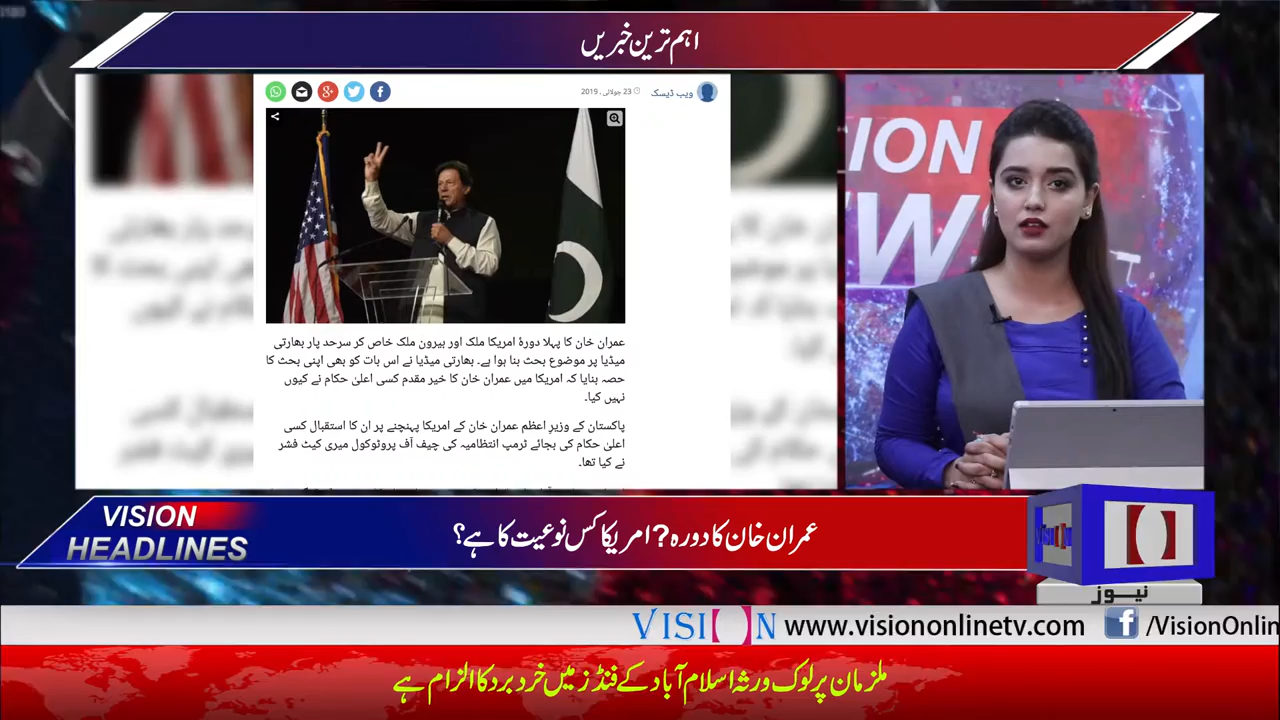 اہم ترین خبریں
ویب ڈیسک
23 جولائی ، 2019
عمران خان کا پہلا دورۂ امریکا ملک اور بیرون ملک خاص کر سرحد پار بھارتی
میڈیا پر موضوع بحث بنا ہوا ہے۔ بھارتی میڈیا نے اس بات کو بھی اپنی بحث کا
حصہ بنایا کہ امریکا میں عمران خان کا خیر مقدم کسی اعلیٰ حکام نے کیوں
نہیں کیا۔
پاکستان کے وزیرِ اعظم عمران خان کے امریکا پہنچنے پر ان کا استقبال کسی
اعلیٰ حکام کی بجائے ٹرمپ انتظامیہ کی چیف آف پروٹوکول میری کیٹ فشر
نے کیا تھا۔
ION
EW
VISION
HEADLINES
عمران خان کا دورہ ? امریکا کس نوعیت کا ہے؟
VISION
نیوز
VISION www.visiononlinetv.com f /VisionOnlin
ملزمان پر لوک ورثہ اسلام آباد کے فنڈز میں خرد برد کا الزام ہے